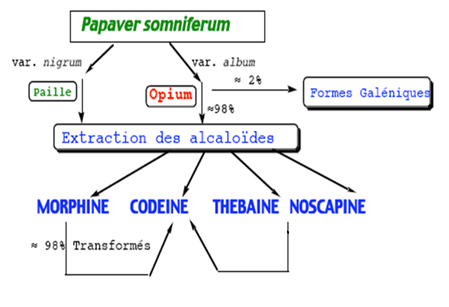 Papaver somniferum
var. nigrum
var. album
Paille
Opium
≈ 2%
Formes Galéniques
≈98%
Extraction des alcaloïdes
MORPHINE CODEINE THEBAINE NOSCAPINE
≈ 98% Transformés